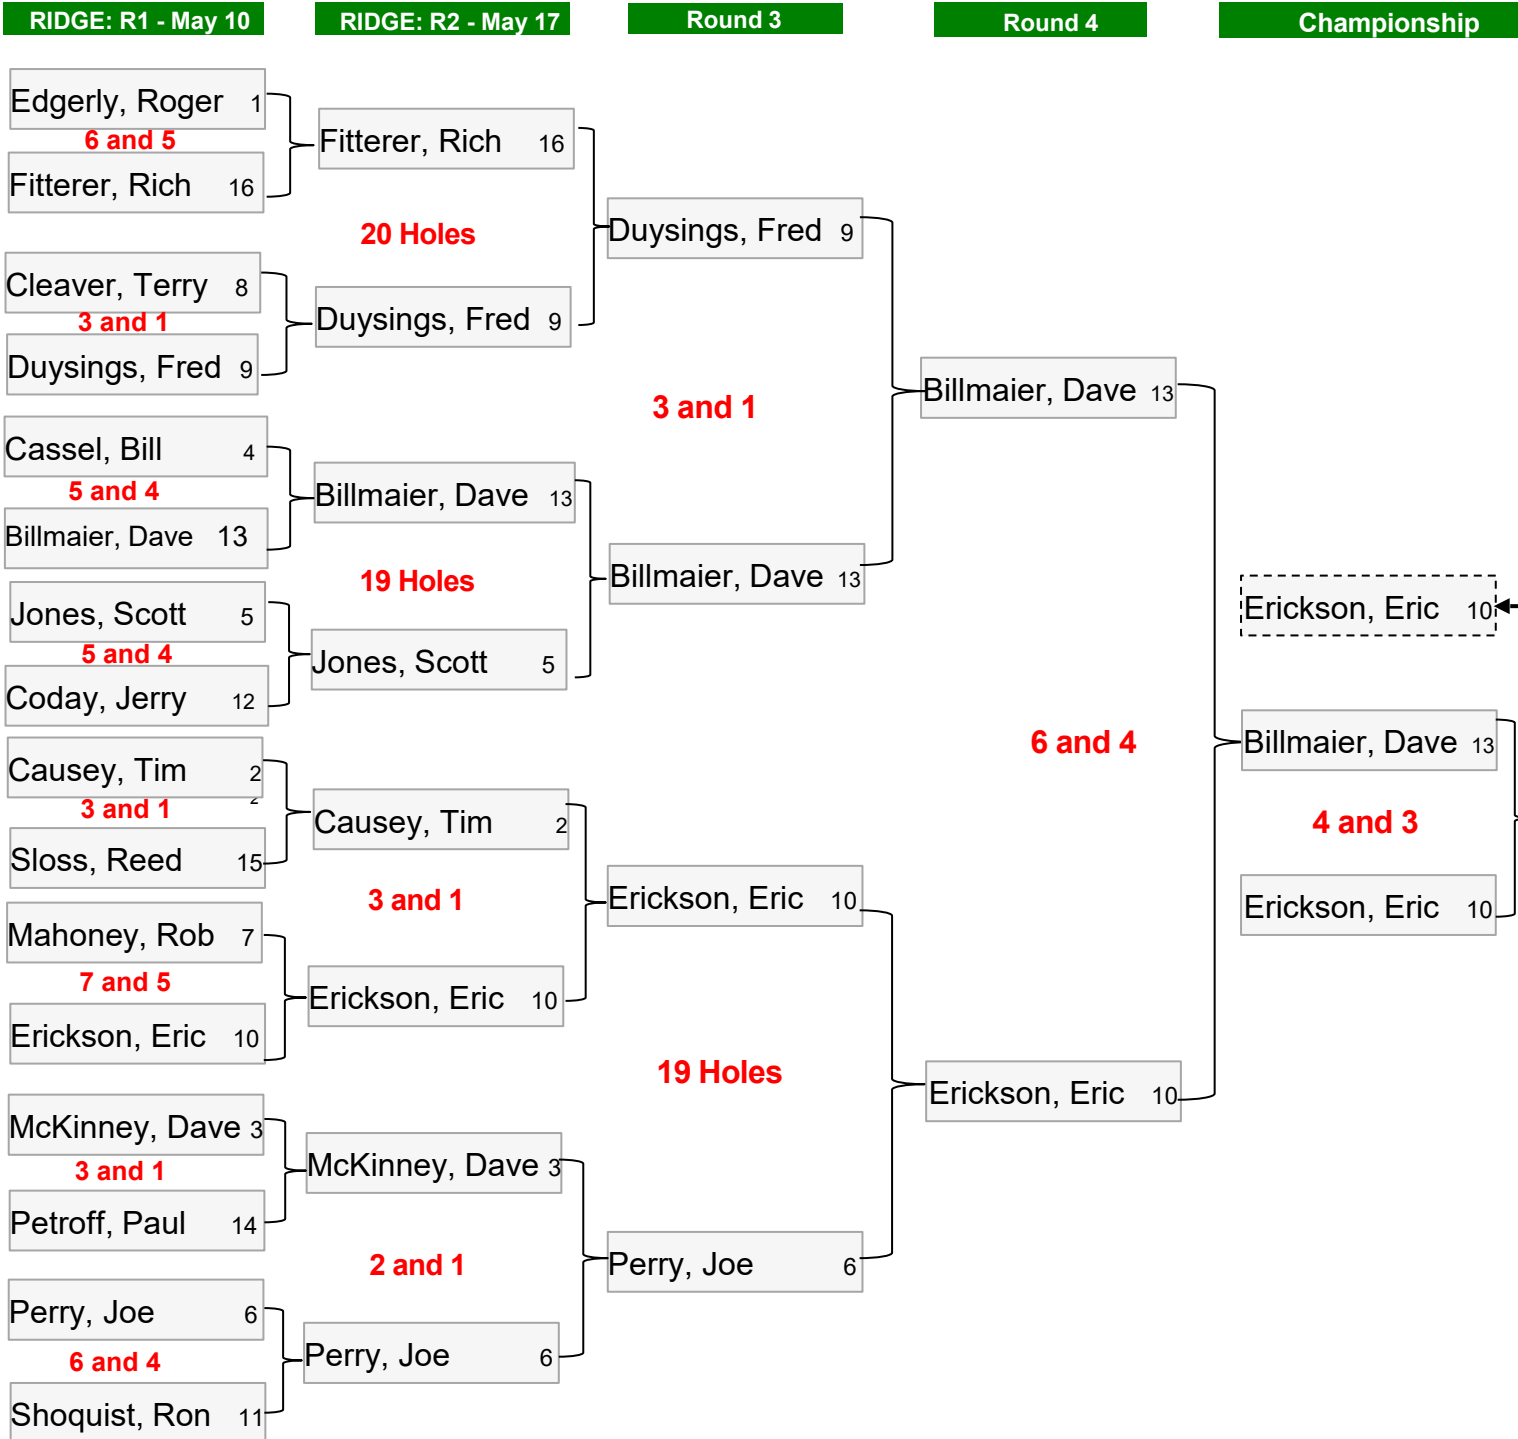 RIDGE: R1 - May 10
RIDGE: R2 - May 17
Round 3
Round 4
Championship
Edgerly, Roger 1
6 and 5
Fitterer, Rich 16
Cleaver, Terry 8
3 and 1
Duysings, Fred 9
Cassel, Bill 4
5 and 4
Billmaier, Dave 13
Jones, Scott 5
5 and 4
Coday, Jerry 12
Causey, Tim 2
2
3 and 1
Sloss, Reed 15
Mahoney, Rob 7
7 and 5
Erickson, Eric 10
McKinney, Dave 3
3 and 1
Petroff, Paul 14
Perry, Joe 6
6 and 4
Shoquist, Ron 11
Fitterer, Rich 16
20 Holes
Duysings, Fred 9
Billmaier, Dave 13
19 Holes
Jones, Scott 5
Causey, Tim 2
3 and 1
Erickson, Eric 10
McKinney, Dave 3
2 and 1
Perry, Joe 6
Duysings, Fred 9
3 and 1
Billmaier, Dave 13
Erickson, Eric 10
19 Holes
Perry, Joe 6
Billmaier, Dave 13
6 and 4
Erickson, Eric 10
Erickson, Eric 10
Billmaier, Dave 13
4 and 3
Erickson, Eric 10